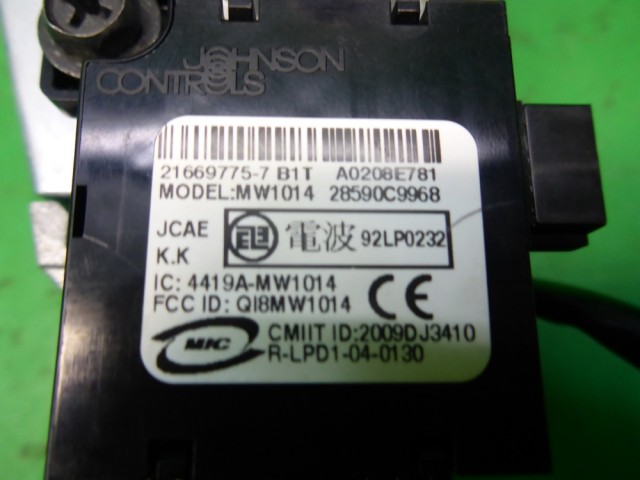 JOHNSON
CONTROLS
21669775-7 B1T A0208E781
MODEL:MW1014 28590C9968
JCAE
K.K
電波 92LP0232
IC: 4419A-MW1014
FCC ID: QI8MW1014 CE
MIC CMIIT ID:2009DJ3410
R-LPD1-04-0130